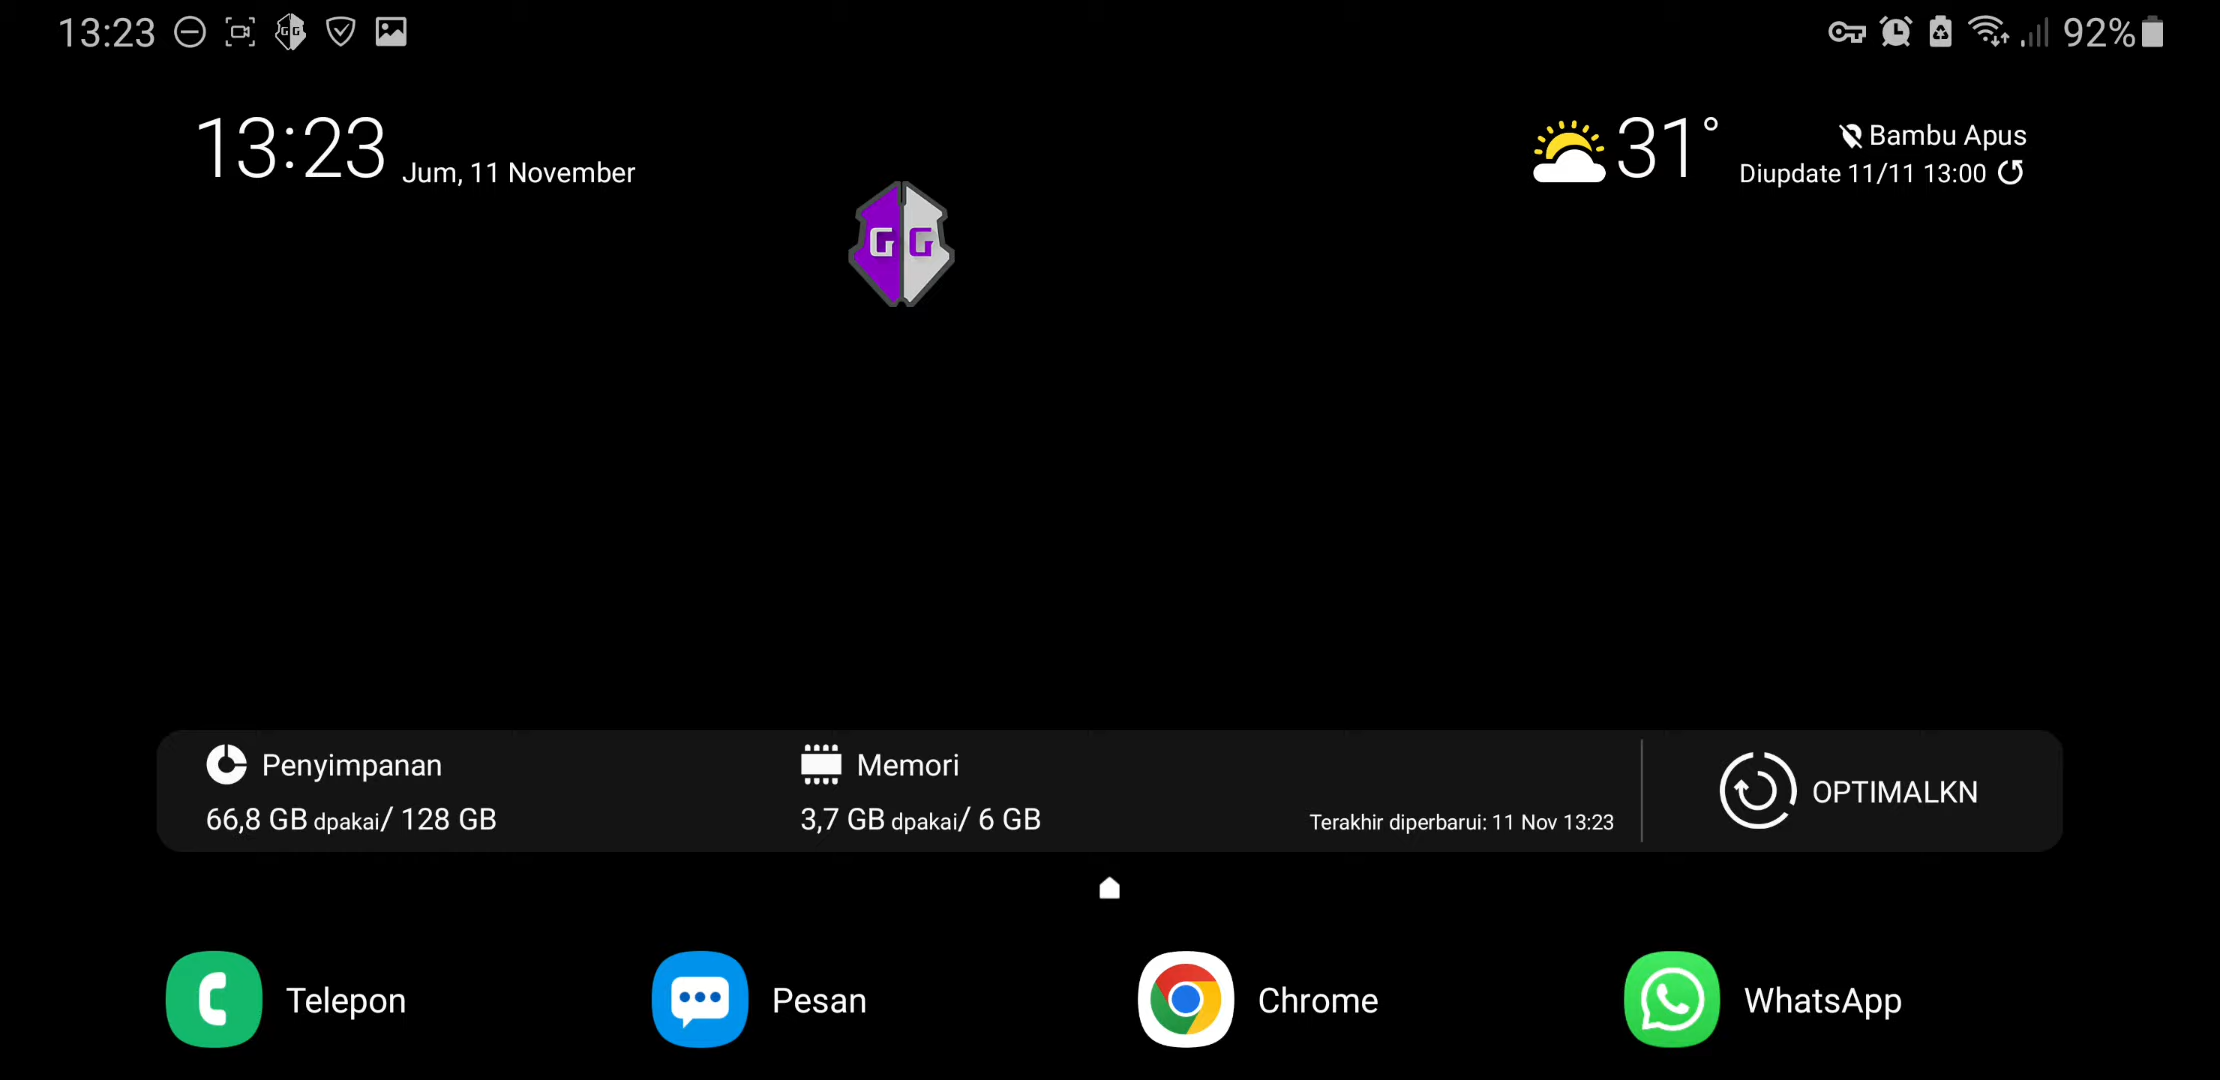 13:23
92%
13:23 Jum, 11 November
31°
Bambu Apus
Diupdate 11/11 13:00
G G
Penyimpanan
66,8 GB dpakai/ 128 GB
Memori
3,7 GB dpakai/ 6 GB
Terakhir diperbarui: 11 Nov 13:23
OPTIMALKN
Telepon
Pesan
Chrome
WhatsApp